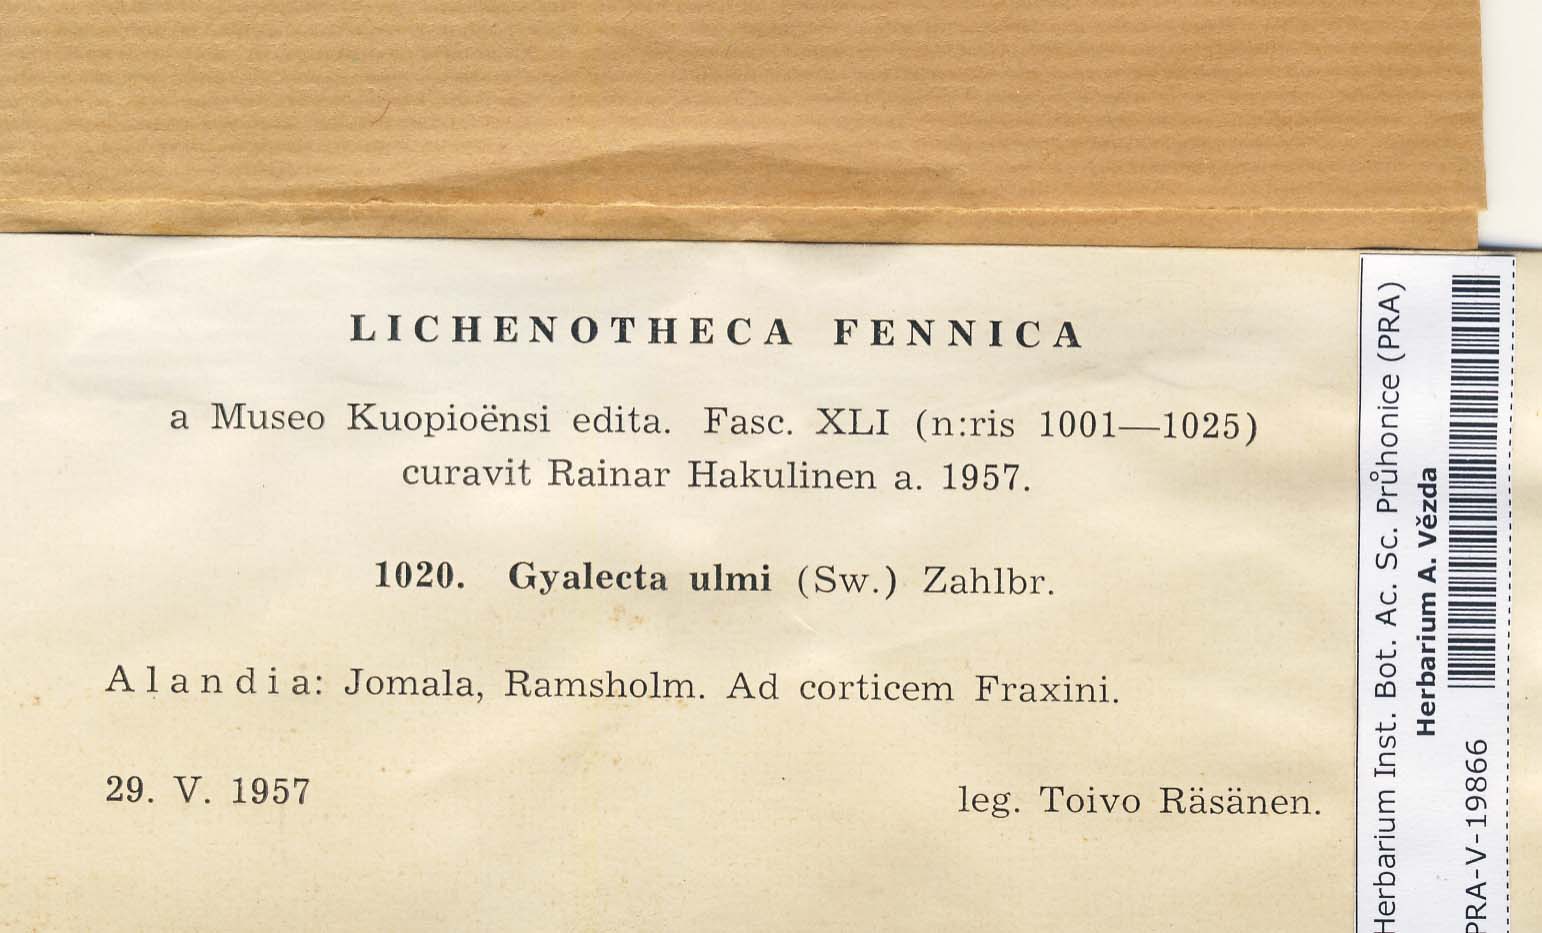 LICHENOTHECA FENNICA
a Museo Kuopioënsi edita. Fasc. XLI (n:ris 1001—1025)
curavit Rainar Hakulinen a. 1957.
1020. Gyalecta ulmi (Sw.) Zahlbr.
Alandia: Jomala, Ramsholm. Ad corticem Fraxini.
29. V. 1957
leg. Toivo Räsänen.
Herbarium Inst. Bot. Ac. Sc. Průhonice (PRA)
Herbarium A. Vězda
PRA-V-19866